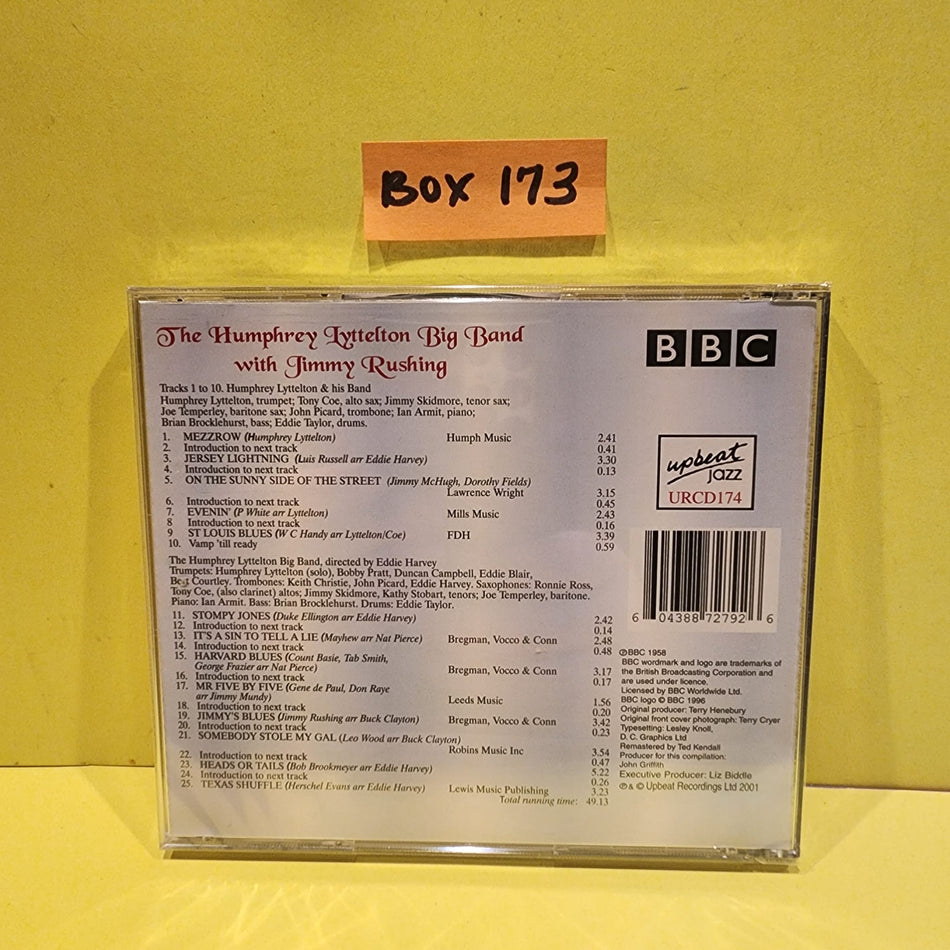 BOX 173
The Humphrey Lyttelton Big Band
with Jimmy Rushing
Tracks 1 to 10. Humphrey Lyttelton & his Band
Humphrey Lyttelton, trumpet; Tony Coe, alto sax; Jimmy Skidmore, tenor sax;
Joe Temperley, baritone sax; John Picard, trombone; Ian Armit, piano;
Brian Brocklehurst, bass; Eddie Taylor, drums.
1. MEZZROW (Humphrey Lyttelton) Humph Music 2.41
2. Introduction to next track 0.41
3. JERSEY LIGHTNING (Luis Russell arr Eddie Harvey) 3.30
4. Introduction to next track 0.13
5. ON THE SUNNY SIDE OF THE STREET (Jimmy McHugh, Dorothy Fields)
Lawrence Wright 3.15
6. Introduction to next track 0.45
7. EVENIN' (P White arr Lyttelton) Mills Music 2.43
8 Introduction to next track 0.16
9. ST LOUIS BLUES (W C Handy arr Lyttelton/Coe) FDH 3.39
10. Vamp 'till ready 0.59
The Humphrey Lyttelton Big Band, directed by Eddie Harvey
Trumpets: Humphrey Lyttelton (solo), Bobby Pratt, Duncan Campbell, Eddie Blair,
Bert Courtley. Trombones: Keith Christie, John Picard, Eddie Harvey. Saxophones: Ronnie Ross,
Tony Coe, (also clarinet) altos; Jimmy Skidmore, Kathy Stobart, tenors; Joe Temperley, baritone.
Piano: Ian Armit. Bass: Brian Brocklehurst. Drums: Eddie Taylor.
11. STOMPY JONES (Duke Ellington arr Eddie Harvey) 2.42
12. Introduction to next track 0.14
13. IT'S A SIN TO TELL A LIE (Mayhew arr Nat Pierce) Bregman, Vocco & Conn 2.48
14. Introduction to next track 0.48
15. HARVARD BLUES (Count Basie, Tab Smith,
George Frazier arr Nat Pierce) Bregman, Vocco & Conn 3.17
16. Introduction to next track 0.17
17. MR FIVE BY FIVE (Gene de Paul, Don Raye
arr Jimmy Mundy) Leeds Music 1.56
18. Introduction to next track 0.20
19. JIMMY'S BLUES (Jimmy Rushing arr Buck Clayton) Bregman, Vocco & Conn 3.42
20. Introduction to next track 0.23
21. SOMEBODY STOLE MY GAL (Leo Wood arr Buck Clayton)
Robins Music Inc 3.54
22. Introduction to next track 0.47
23. HEADS OR TAILS (Bob Brookmeyer arr Eddie Harvey) 5.22
24. Introduction to next track 0.26
25. TEXAS SHUFFLE (Herschel Evans arr Eddie Harvey) Lewis Music Publishing 3.23
Total running time: 49.13
BBC
upbeat
jazz
URCD174
6 04388 72792 6
℗BBC 1958
BBC wordmark and logo are trademarks of
the British Broadcasting Corporation and
are used under licence.
Licensed by BBC Worldwide Ltd.
BBC logo © BBC 1996
Original producer: Terry Henebury
Original front cover photograph: Terry Cryer
Typesetting: Lesley Knoll,
D. C. Graphics Ltd
Remastered by Ted Kendall
Producer for this compilation:
John Griffith
Executive Producer: Liz Biddle
℗ & © Upbeat Recordings Ltd 2001